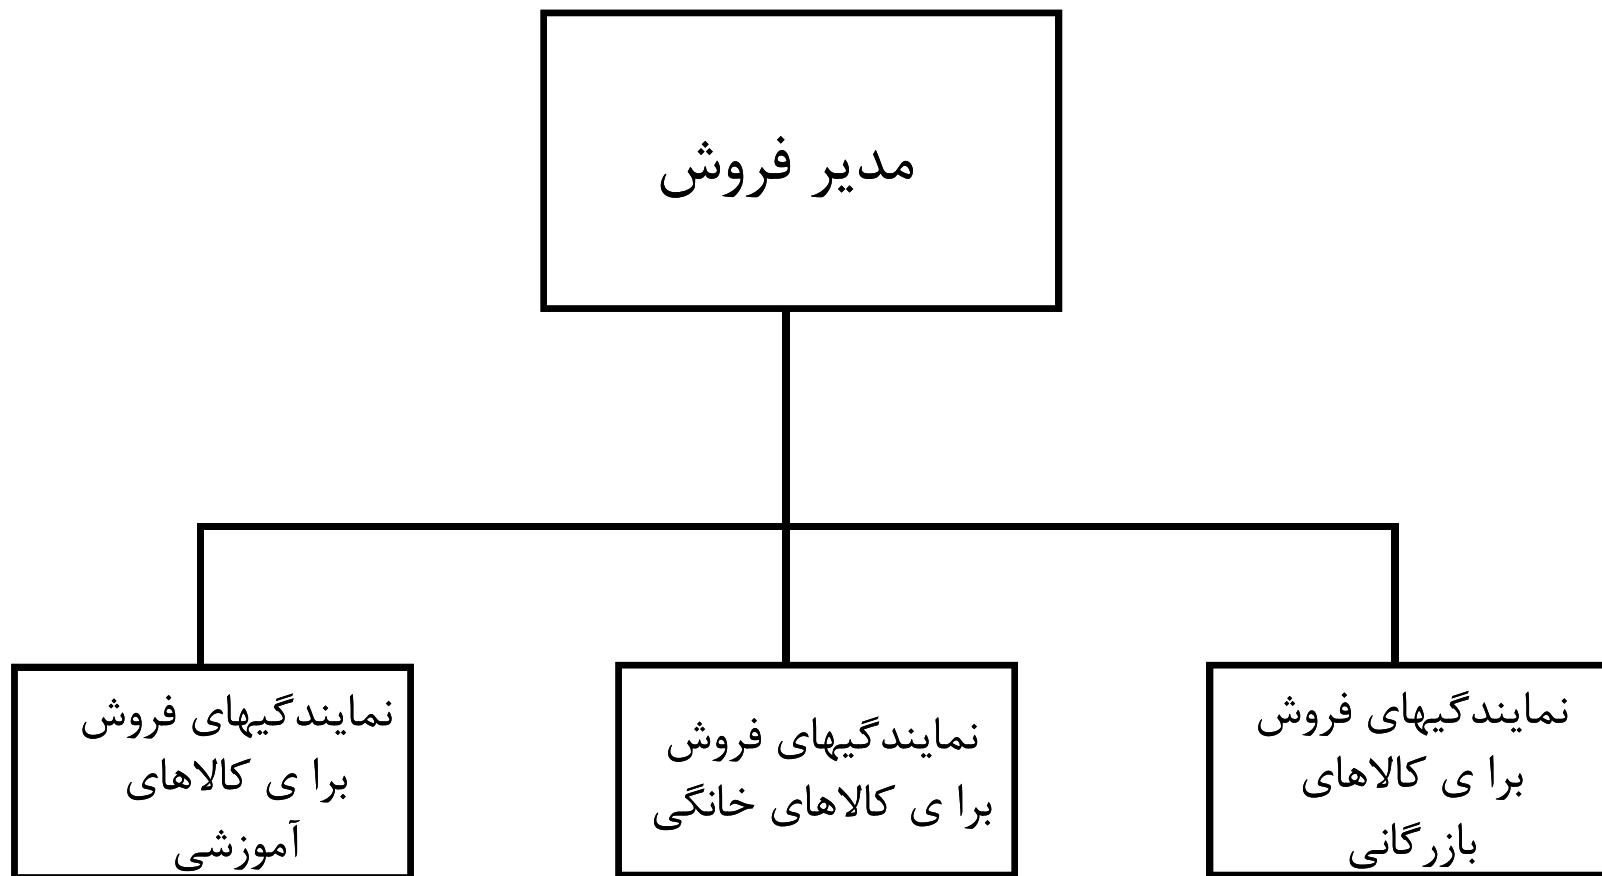 مدیر فروش
نمایندگیهای فروش
برا ی کالاهای
بازرگانی
نمایندگیهای فروش
برا ی کالاهای خانگی
نمایندگیهای فروش
برا ی کالاهای
آموزشی